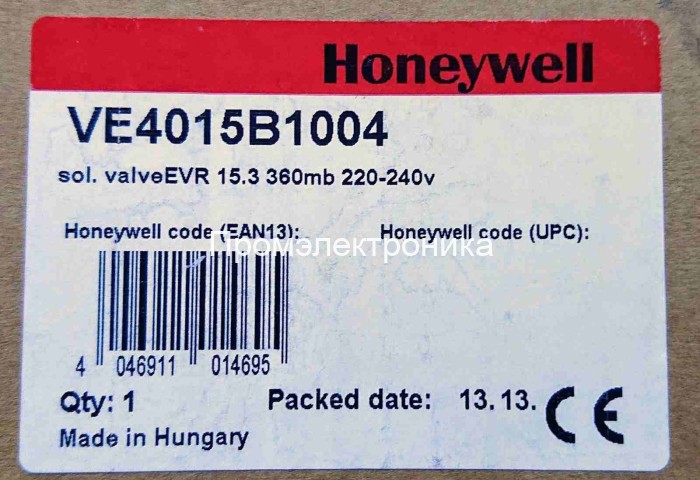 Honeywell
VE4015B1004
sol. valveEVR 15.3 360mb 220-240v
Honeywell code (EAN13): Honeywell code (UPC):
Промэлектроника
4 046911 014695
Qty: 1 Packed date: 13.13.
Made in Hungary
CE